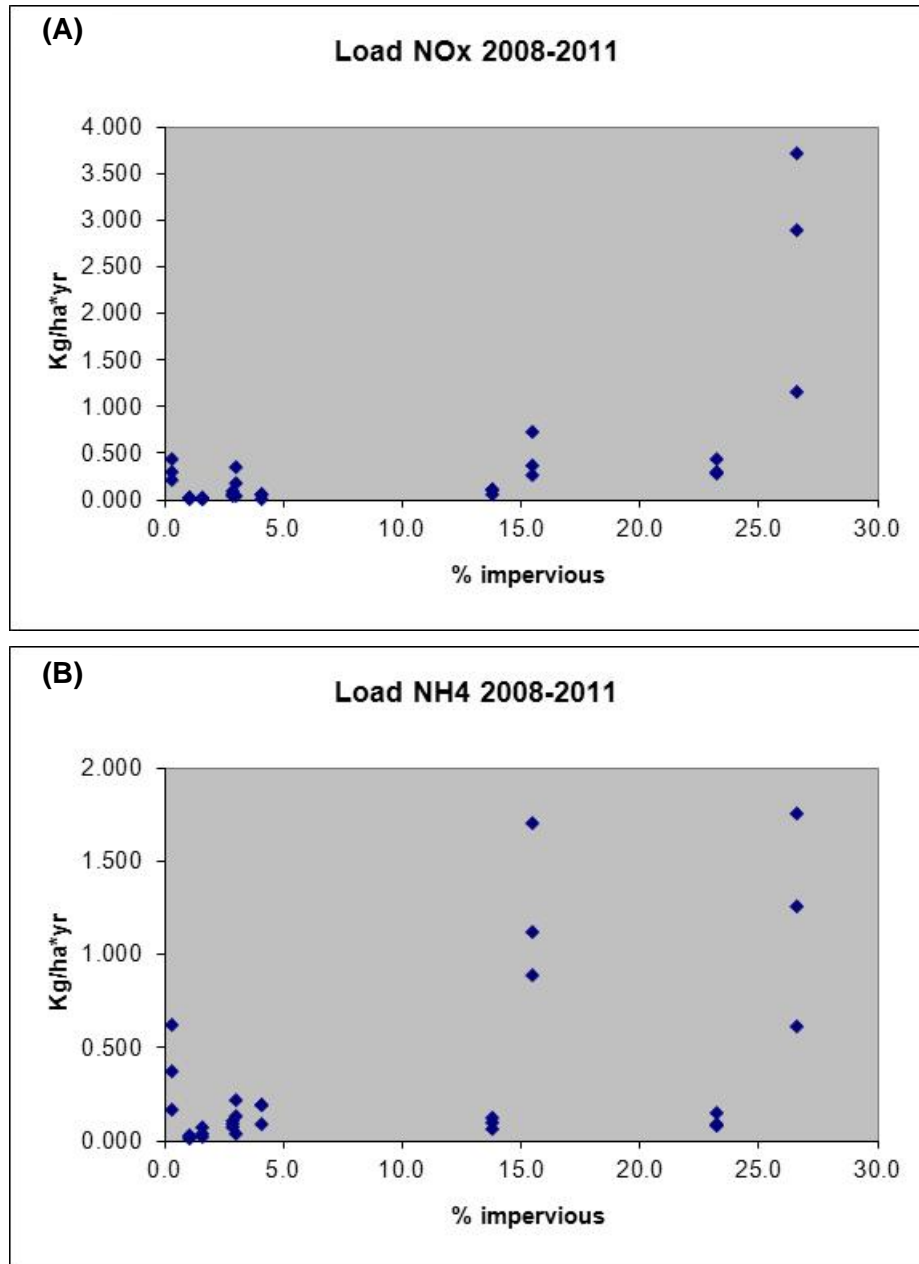 (A)
Load NOx 2008-2011
4.000
3.500
3.000
2.500
2.000
1.500
1.000
0.500
0.000
Kg/ha*yr
0.0 5.0 10.0 15.0 20.0 25.0 30.0
% impervious
(B)
Load NH4 2008-2011
2.000
1.500
1.000
0.500
0.000
Kg/ha*yr
0.0 5.0 10.0 15.0 20.0 25.0 30.0
% impervious